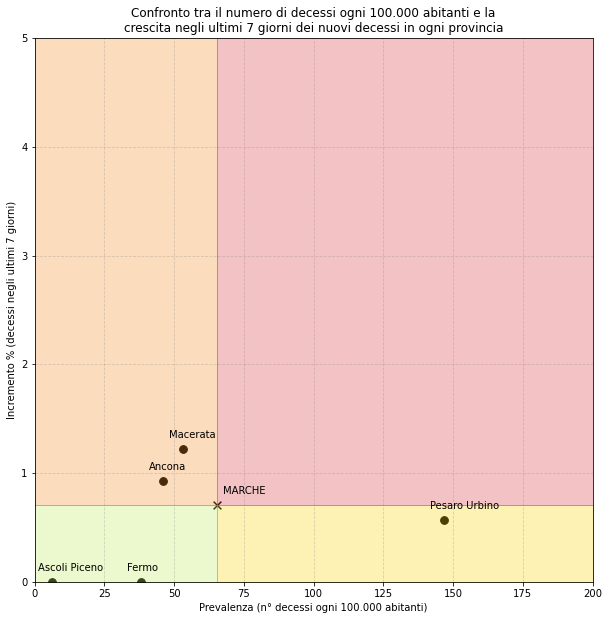 Confronto tra il numero di decessi ogni 100.000 abitanti e la
crescita negli ultimi 7 giorni dei nuovi decessi in ogni provincia
5
4
3
2
1
0
Incremento % (decessi negli ultimi 7 giorni)
Macerata
Ancona
MARCHE
Pesaro Urbino
Ascoli Piceno
Fermo
0
25
50
75
100
125
150
175
200
Prevalenza (n° decessi ogni 100.000 abitanti)